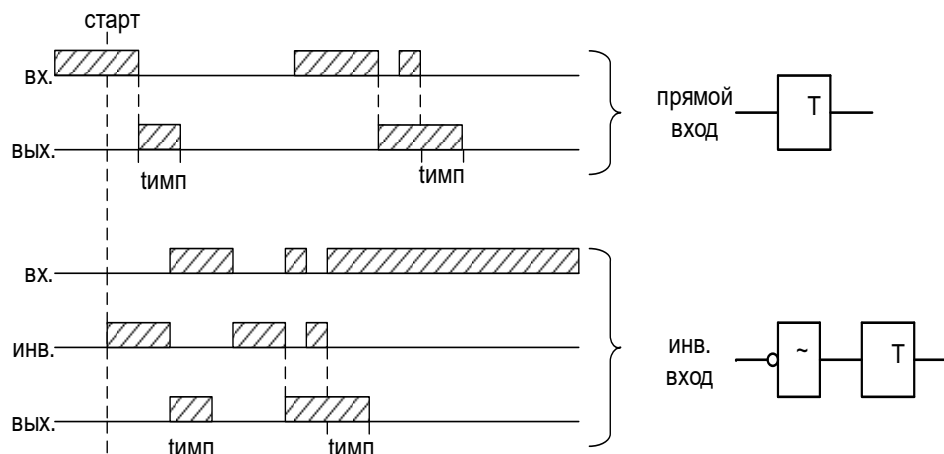 старт
вх.
вых.
tимп
tимп
прямой
вход
T
вх.
инв.
вых.
tимп
tимп
инв.
вход
~
T